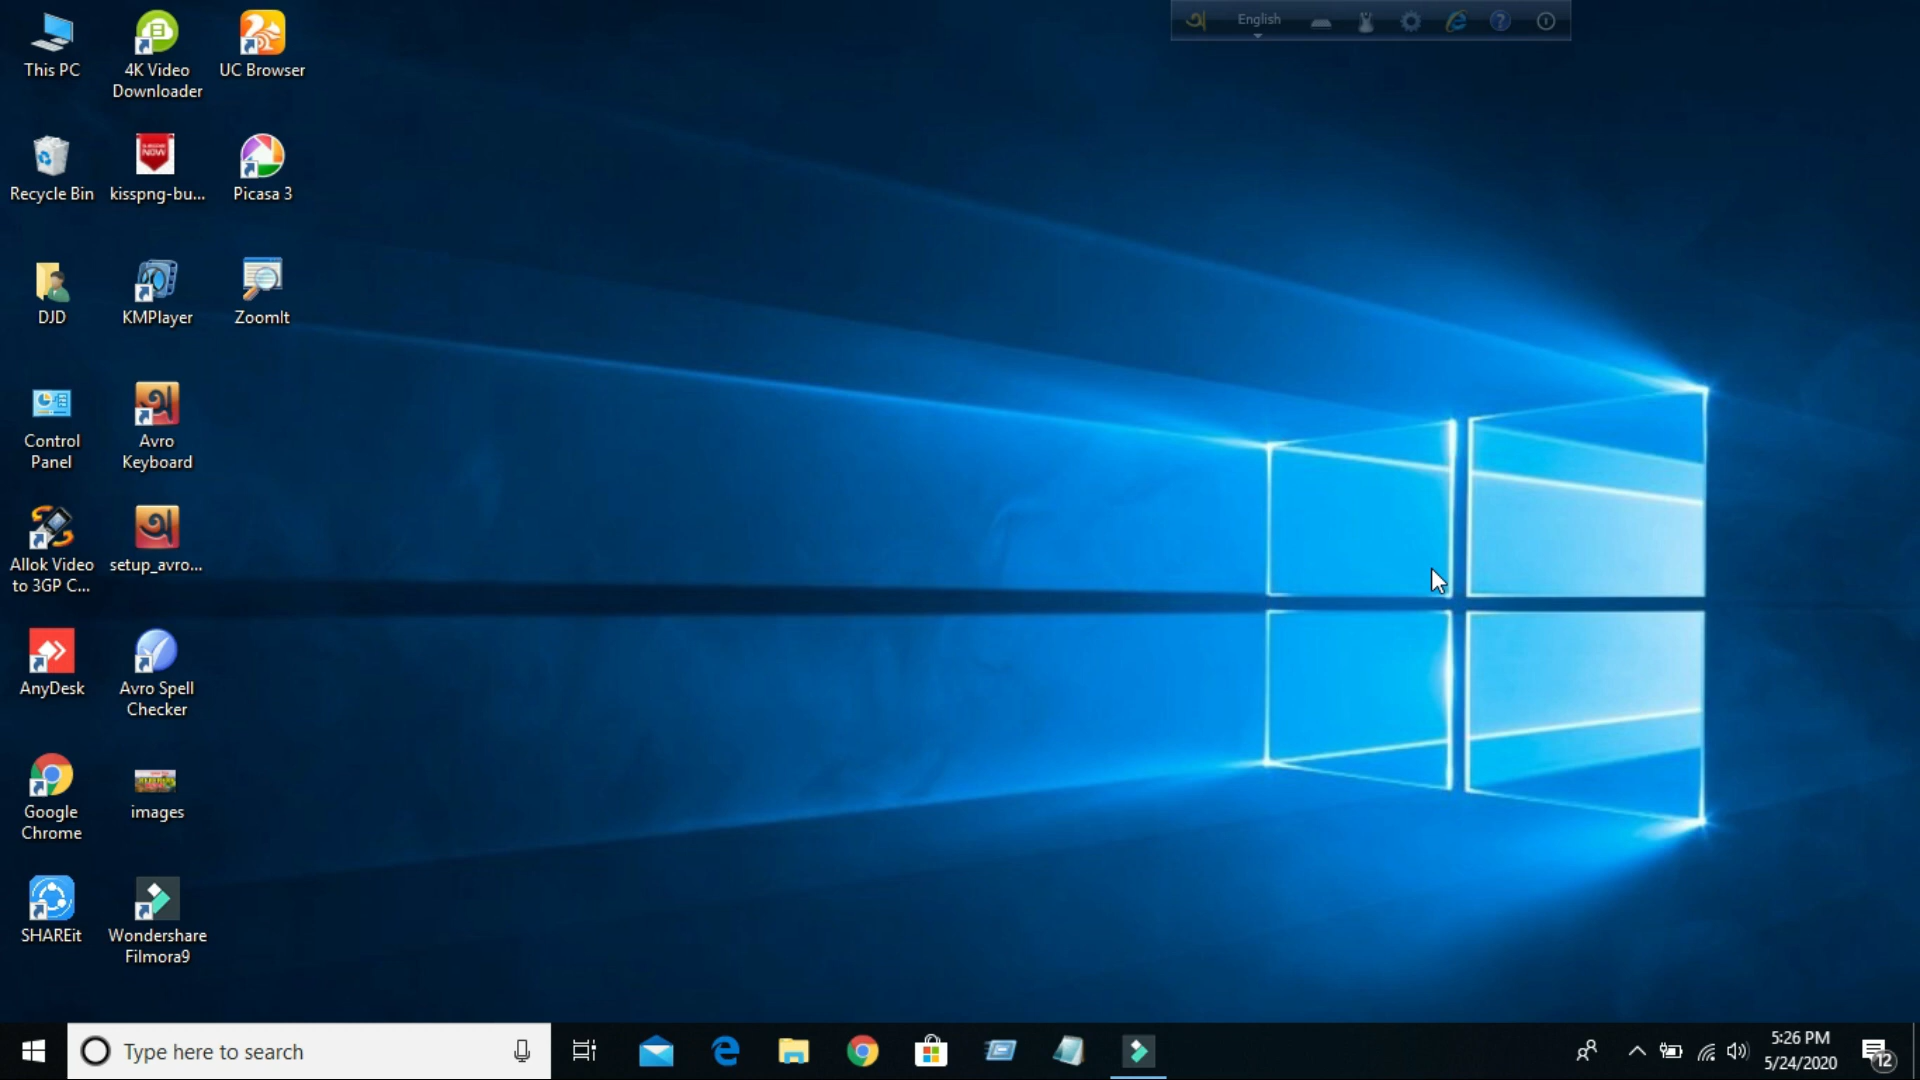 This PC
4K Video
Downloader
UC Browser
English
Recycle Bin
kisspng-bu...
Picasa 3
DJD
KMPlayer
ZoomIt
Control
Panel
Avro
Keyboard
Allok Video
to 3GP C...
setup_avro...
AnyDesk
Avro Spell
Checker
Google
Chrome
images
SHAREit
Wondershare
Filmora9
Type here to search
5:26 PM
5/24/2020
12